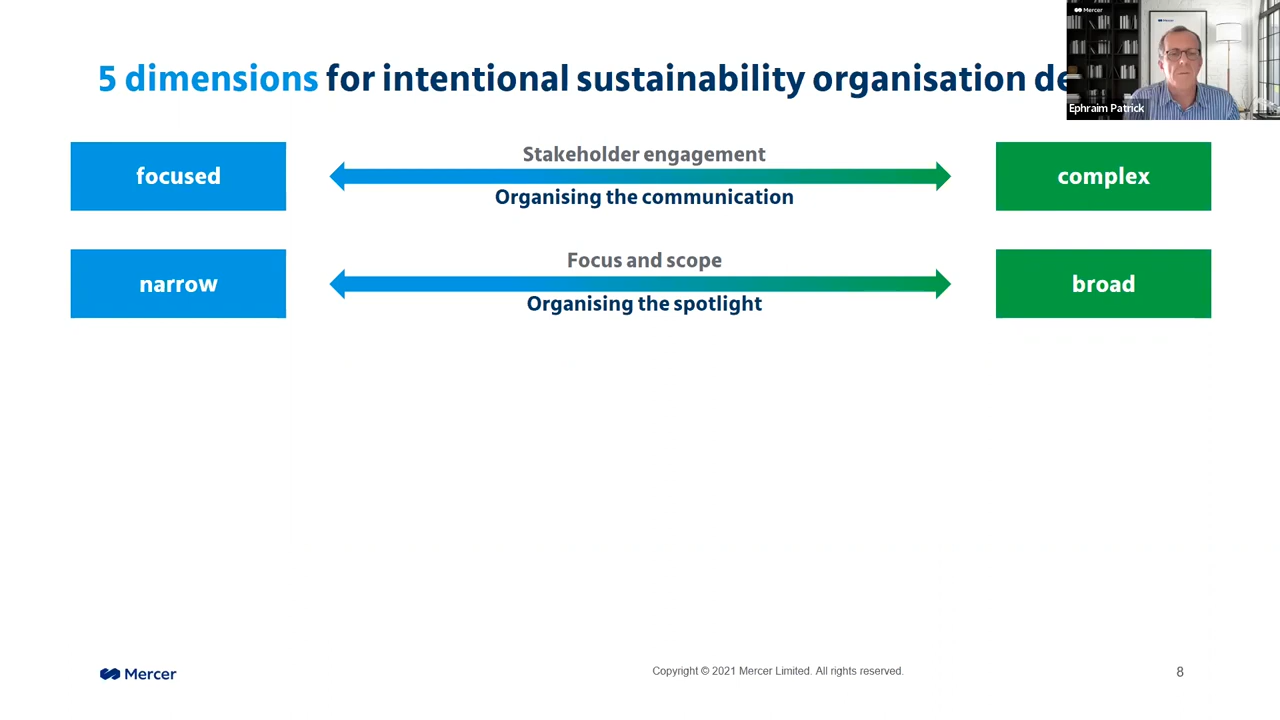 Mercer
5 dimensions for intentional sustainability organisation de
Ephraim Patrick
focused
Stakeholder engagement
Organising the communication
complex
narrow
Focus and scope
Organising the spotlight
broad
Mercer
Copyright © 2021 Mercer Limited. All rights reserved.
8